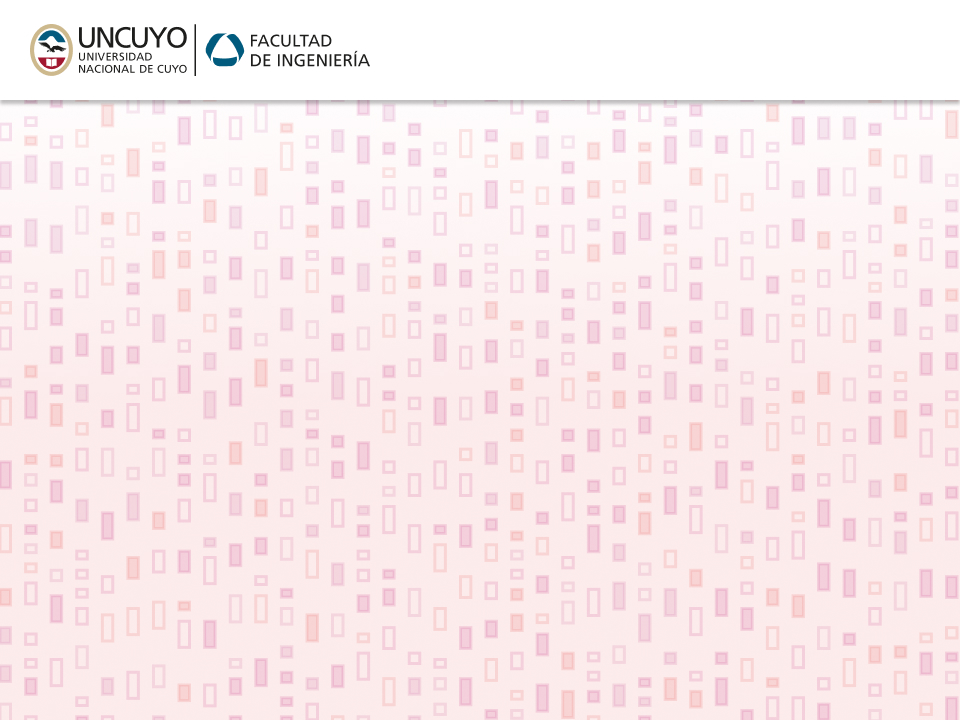 UNCUYO
UNIVERSIDAD
NACIONAL DE CUYO
FACULTAD
DE INGENIERÍA